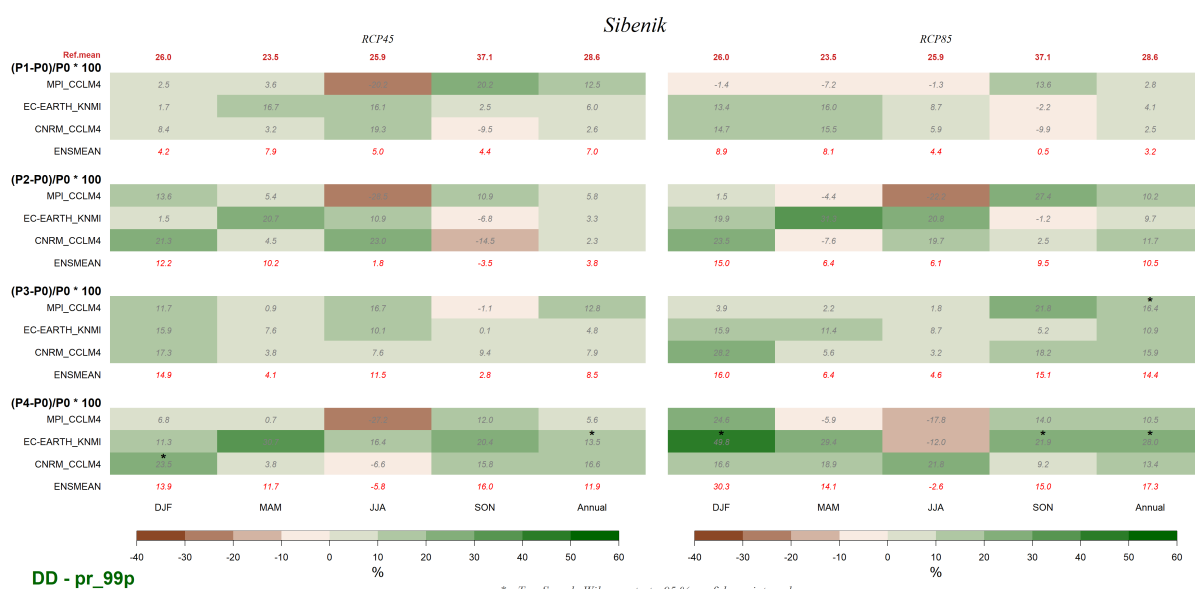 Sibenik
RCP45 RCP85
Ref.mean 26.0 23.5 25.9 37.1 28.6 26.0 23.5 25.9 37.1 28.6
(P1-P0)/P0 * 100
MPI_CCLM4 2.5 3.6 20.2 12.5 -1.4 -7.2 -1.3 13.6 2.8
EC-EARTH_KNMI 1.7 16.7 16.1 2.5 6.0 13.4 16.0 8.7 -2.2 4.1
CNRM_CCLM4 8.4 3.2 19.3 -9.5 2.6 14.7 15.5 5.9 -9.9 2.5
ENSMEAN 4.2 7.9 5.0 4.4 7.0 8.9 8.1 4.4 0.5 3.2
(P2-P0)/P0 * 100
MPI_CCLM4 13.6 5.4 10.9 5.8 1.5 -4.4 27.4 10.2
EC-EARTH_KNMI 1.5 20.7 10.9 -6.8 3.3 19.9 20.8 -1.2 9.7
CNRM_CCLM4 21.3 4.5 23.0 -14.5 2.3 23.5 -7.6 19.7 2.5 11.7
ENSMEAN 12.2 10.2 1.8 -3.5 3.8 15.0 6.4 6.1 9.5 10.5
(P3-P0)/P0 * 100
*
MPI_CCLM4 11.7 0.9 16.7 -1.1 12.8 3.9 2.2 1.8 21.8 16.4
EC-EARTH_KNMI 15.9 7.6 10.1 0.1 4.8 15.9 11.4 8.7 5.2 10.9
CNRM_CCLM4 17.3 3.8 7.6 9.4 7.9 28.2 5.6 3.2 18.2 15.9
ENSMEAN 14.9 4.1 11.5 2.8 8.5 16.0 6.4 4.6 15.1 14.4
(P4-P0)/P0 * 100
MPI_CCLM4 6.8 0.7 12.0 5.6 24.6 -5.9 -17.8 14.0 10.5
* * * *
EC-EARTH_KNMI 11.3 16.4 20.4 13.5 49.8 28.4 -12.0 21.9 28.0
*
CNRM_CCLM4 23.5 3.8 -6.6 15.8 16.6 16.6 18.9 21.8 9.2 13.4
ENSMEAN 13.9 11.7 -5.8 16.0 11.9 30.3 14.1 -2.6 15.0 17.3
DJF MAM JJA SON Annual DJF MAM JJA SON Annual
-40 -30 -20 -10 0 10 20 30 40 50 60 -40 -30 -20 -10 0 10 20 30 40 50 60
% %
DD - pr_99p